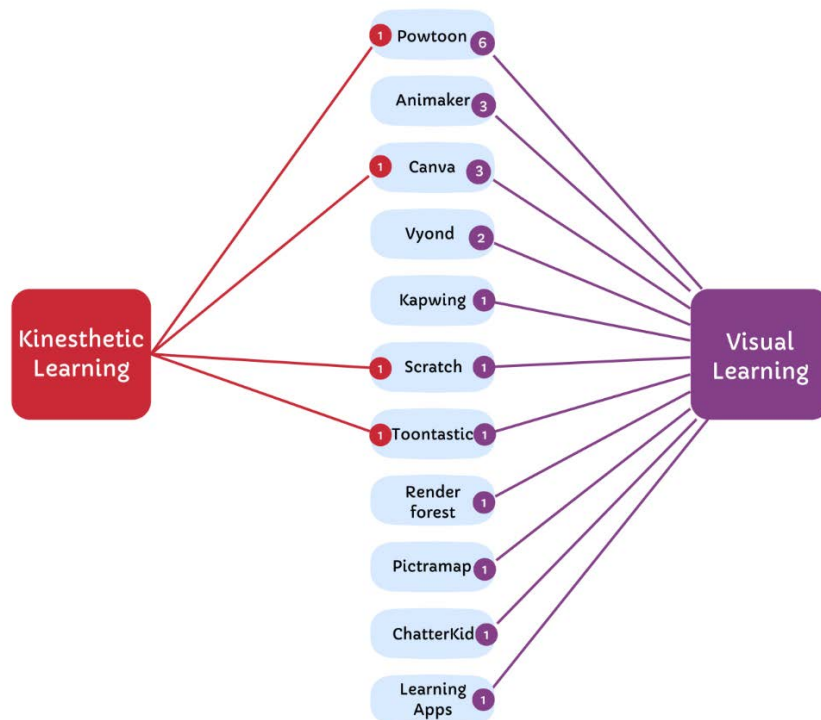 1 Powtoon 6
Animaker 3
1 Canva 3
Vyond 2
Kapwing 1
Kinesthetic
Learning
Visual
Learning
1 Scratch 1
1 Toontastic 1
Render
forest 1
Pictramap 1
ChatterKid 1
Learning
Apps 1